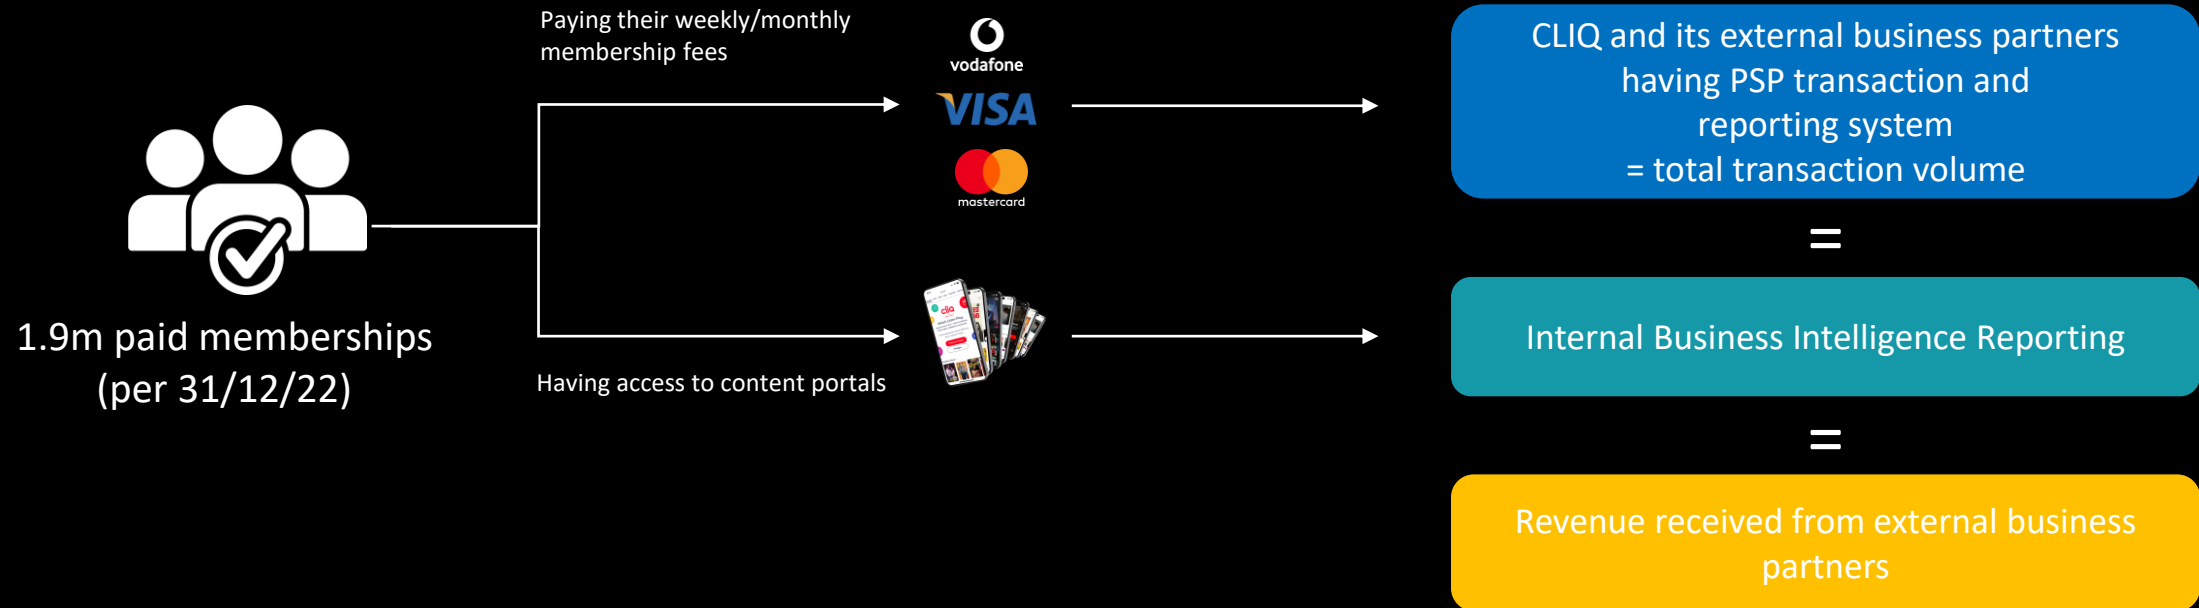 Paying their weekly/monthly
membership fees
vodafone
VISA
mastercard
CLIQ and its external business partners
having PSP transaction and
reporting system
= total transaction volume
=
1.9m paid memberships
(per 31/12/22)
cliq
Having access to content portals
Internal Business Intelligence Reporting
=
Revenue received from external business
partners